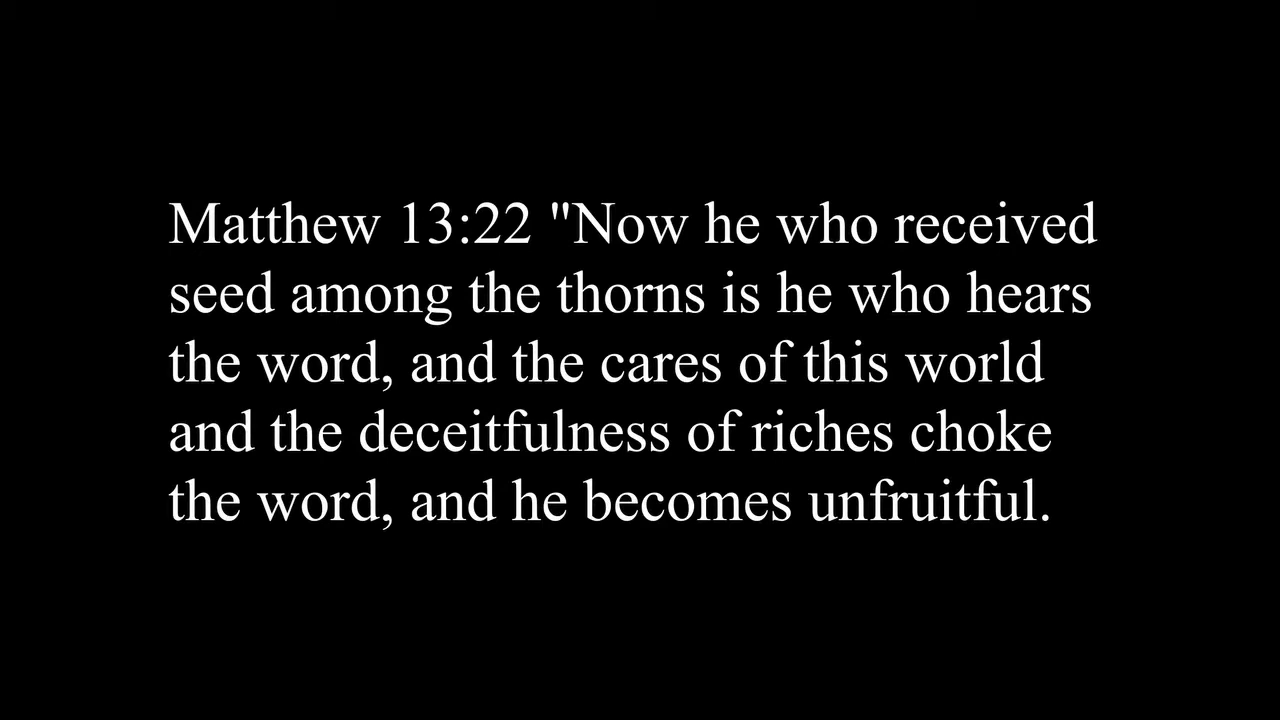 Matthew 13:22 "Now he who received
seed among the thorns is he who hears
the word, and the cares of this world
and the deceitfulness of riches choke
the word, and he becomes unfruitful.